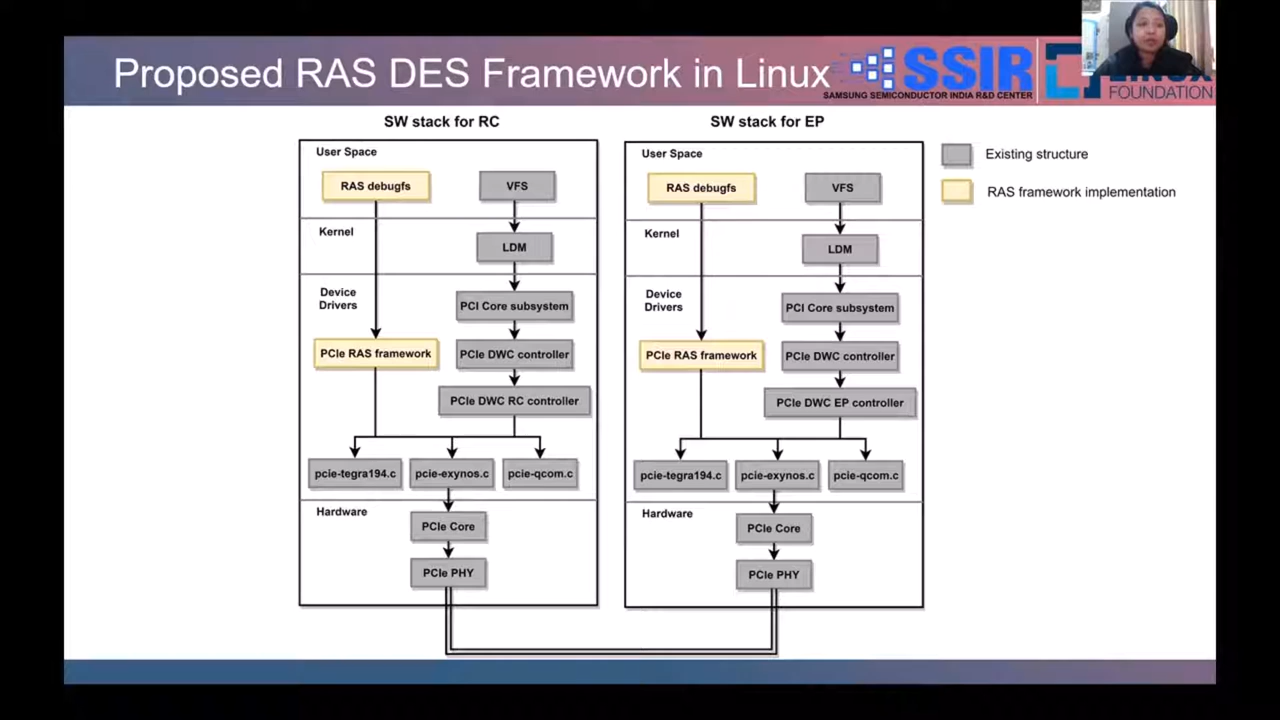 Proposed RAS DES Framework in Linux
SSIR
SAMSUNG SEMICONDUCTOR INDIA R&D CENTER
LINUX
FOUNDATION
SW stack for RC
User Space
RAS debugfs
VFS
Kernel
LDM
Device
Drivers
PCI Core subsystem
PCIe RAS framework
PCIe DWC controller
PCIe DWC RC controller
pcie-tegra194.c
pcie-exynos.c
pcie-qcom.c
Hardware
PCIe Core
PCIe PHY
SW stack for EP
User Space
RAS debugfs
VFS
Kernel
LDM
Device
Drivers
PCI Core subsystem
PCIe RAS framework
PCIe DWC controller
PCIe DWC EP controller
pcie-tegra194.c
pcie-exynos.c
pcie-qcom.c
Hardware
PCIe Core
PCIe PHY
Existing structure
RAS framework implementation